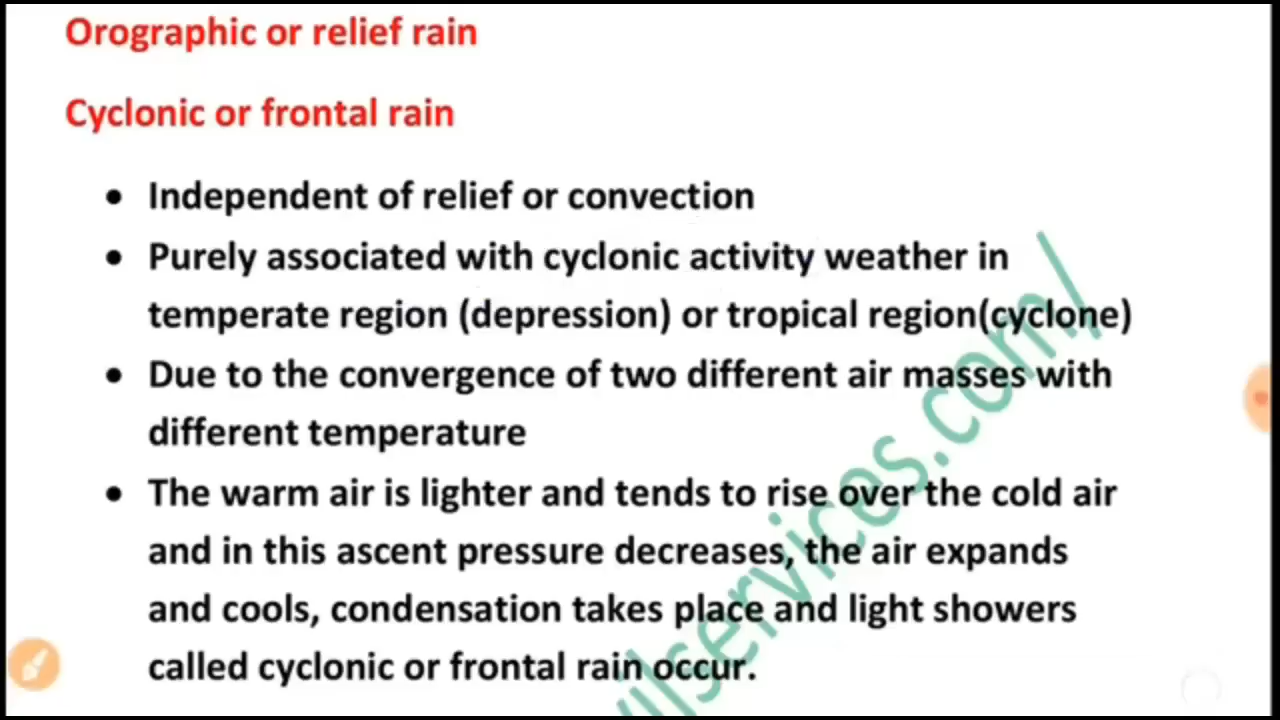 Orographic or relief rain
Cyclonic or frontal rain
• Independent of relief or convection
• Purely associated with cyclonic activity weather in
temperate region (depression) or tropical region(cyclone)
• Due to the convergence of two different air masses with
different temperature
• The warm air is lighter and tends to rise over the cold air
and in this ascent pressure decreases, the air expands
and cools, condensation takes place and light showers
called cyclonic or frontal rain occur.
ilservices.com/